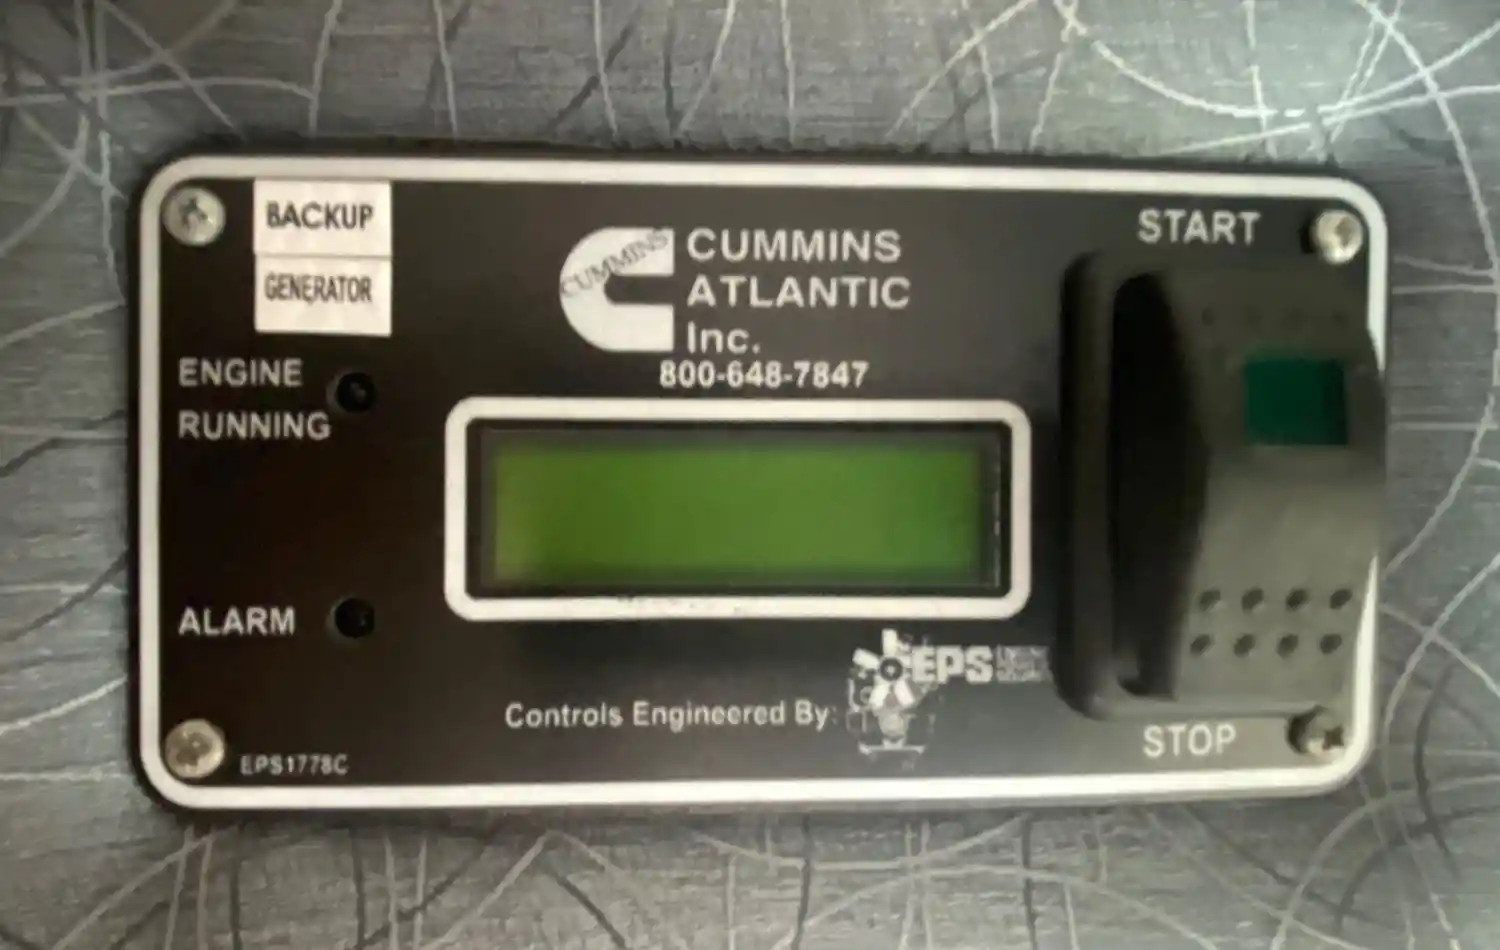 BACKUP
GENERATOR
ENGINE
RUNNING
ALARM
EPS1778C
CUMMINS
CUMMINS
ATLANTIC
Inc.
800-648-7847
Controls Engineered By:
EPS
START
STOP